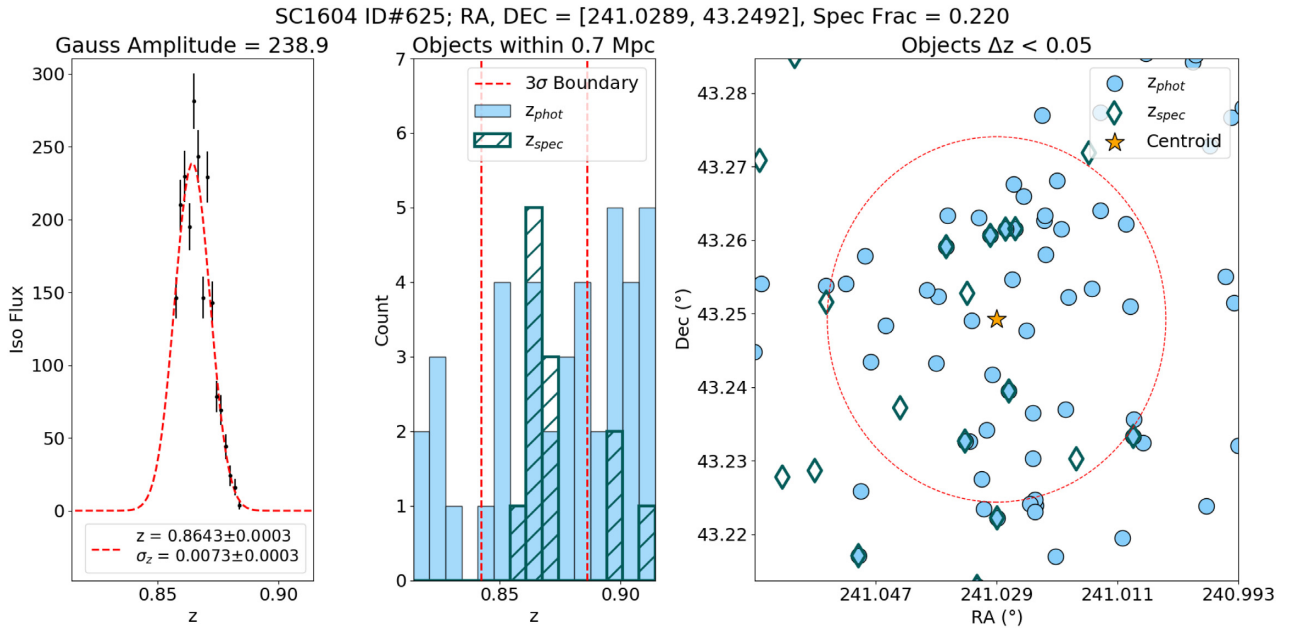 SC1604 ID#625; RA, DEC = [241.0289, 43.2492], Spec Frac = 0.220
Gauss Amplitude = 238.9
300
250
200
150
100
50
0
Iso Flux
z = 0.8643±0.0003
σz = 0.0073±0.0003
0.85
0.90
z
Objects within 0.7 Mpc
7
6
5
4
3
2
1
0
Count
3σ Boundary
zphot
zspec
0.85
0.90
z
Objects Δz < 0.05
43.28
43.27
43.26
43.25
43.24
43.23
43.22
Dec (°)
zphot
zspec
Centroid
241.047
241.029
241.011
240.993
RA (°)